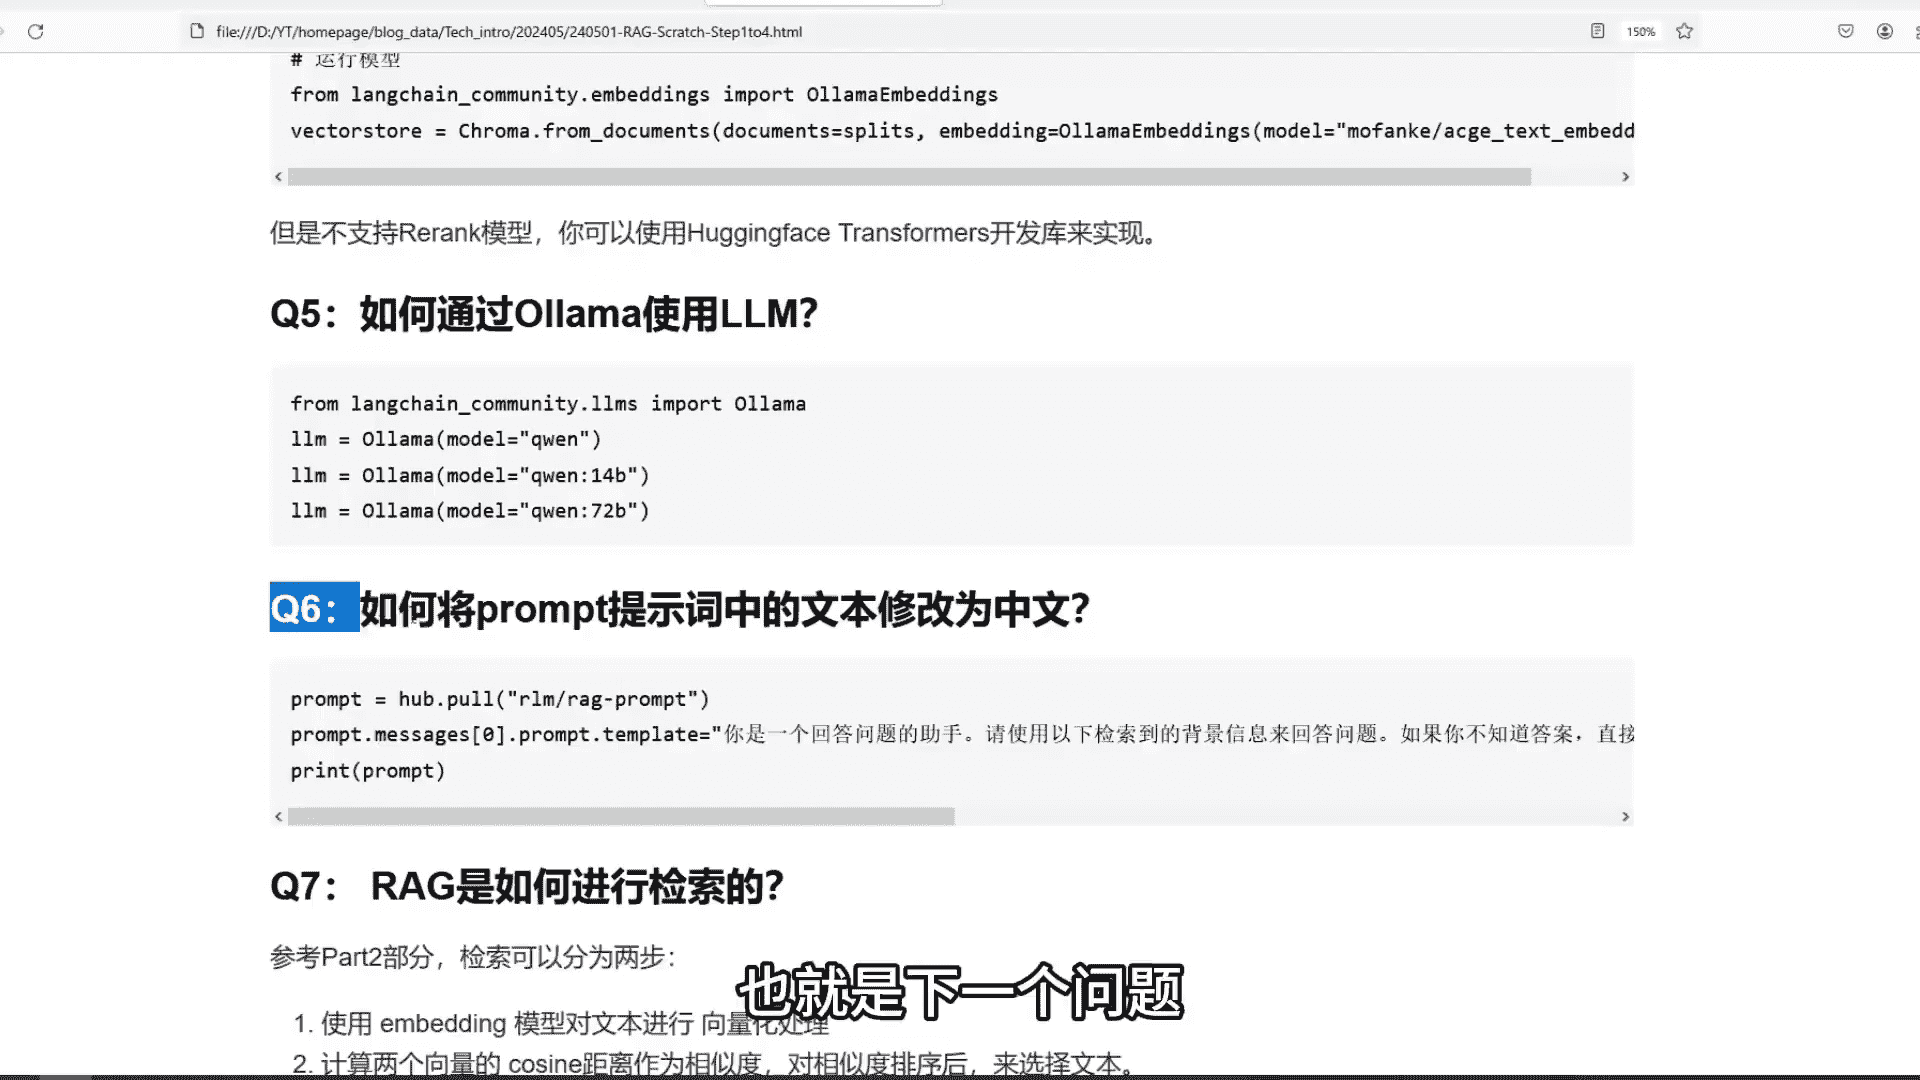 file:///D:/YT/homepage/blog_data/Tech_intro/202405/240501-RAG-Scratch-Step1to4.html
150%
# 运行模型
from langchain_community.embeddings import OllamaEmbeddings
vectorstore = Chroma.from_documents(documents=splits, embedding=OllamaEmbeddings(model="mofanke/acge_text_embedd
但是不支持Rerank模型，你可以使用Huggingface Transformers开发库来实现。
Q5：如何通过Ollama使用LLM？
from langchain_community.llms import Ollama
llm = Ollama(model="qwen")
llm = Ollama(model="qwen:14b")
llm = Ollama(model="qwen:72b")
Q6：如何将prompt提示词中的文本修改为中文？
prompt = hub.pull("rlm/rag-prompt")
prompt.messages[0].prompt.template="你是一个回答问题的助手。请使用以下检索到的背景信息来回答问题。如果你不知道答案，直接
print(prompt)
Q7： RAG是如何进行检索的？
参考Part2部分，检索可以分为两步：
也就是下一个问题
1. 使用 embedding 模型对文本进行 向量化处理
2. 计算两个向量的 cosine距离作为相似度，对相似度排序后，来选择文本。